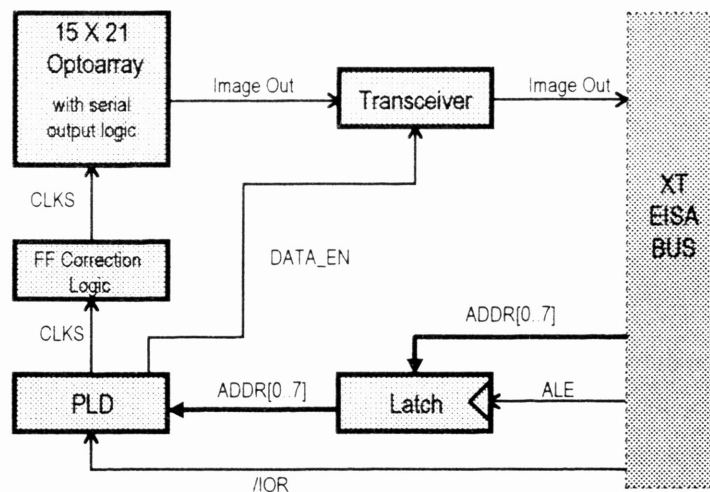 15 X 21
Optoarray
with serial
output logic
Image Out
Transceiver
Image Out
XT
EISA
BUS
CLKS
FF Correction
Logic
DATA_EN
CLKS
ADDR[0..7]
PLD
ADDR[0..7]
Latch
ALE
/IOR